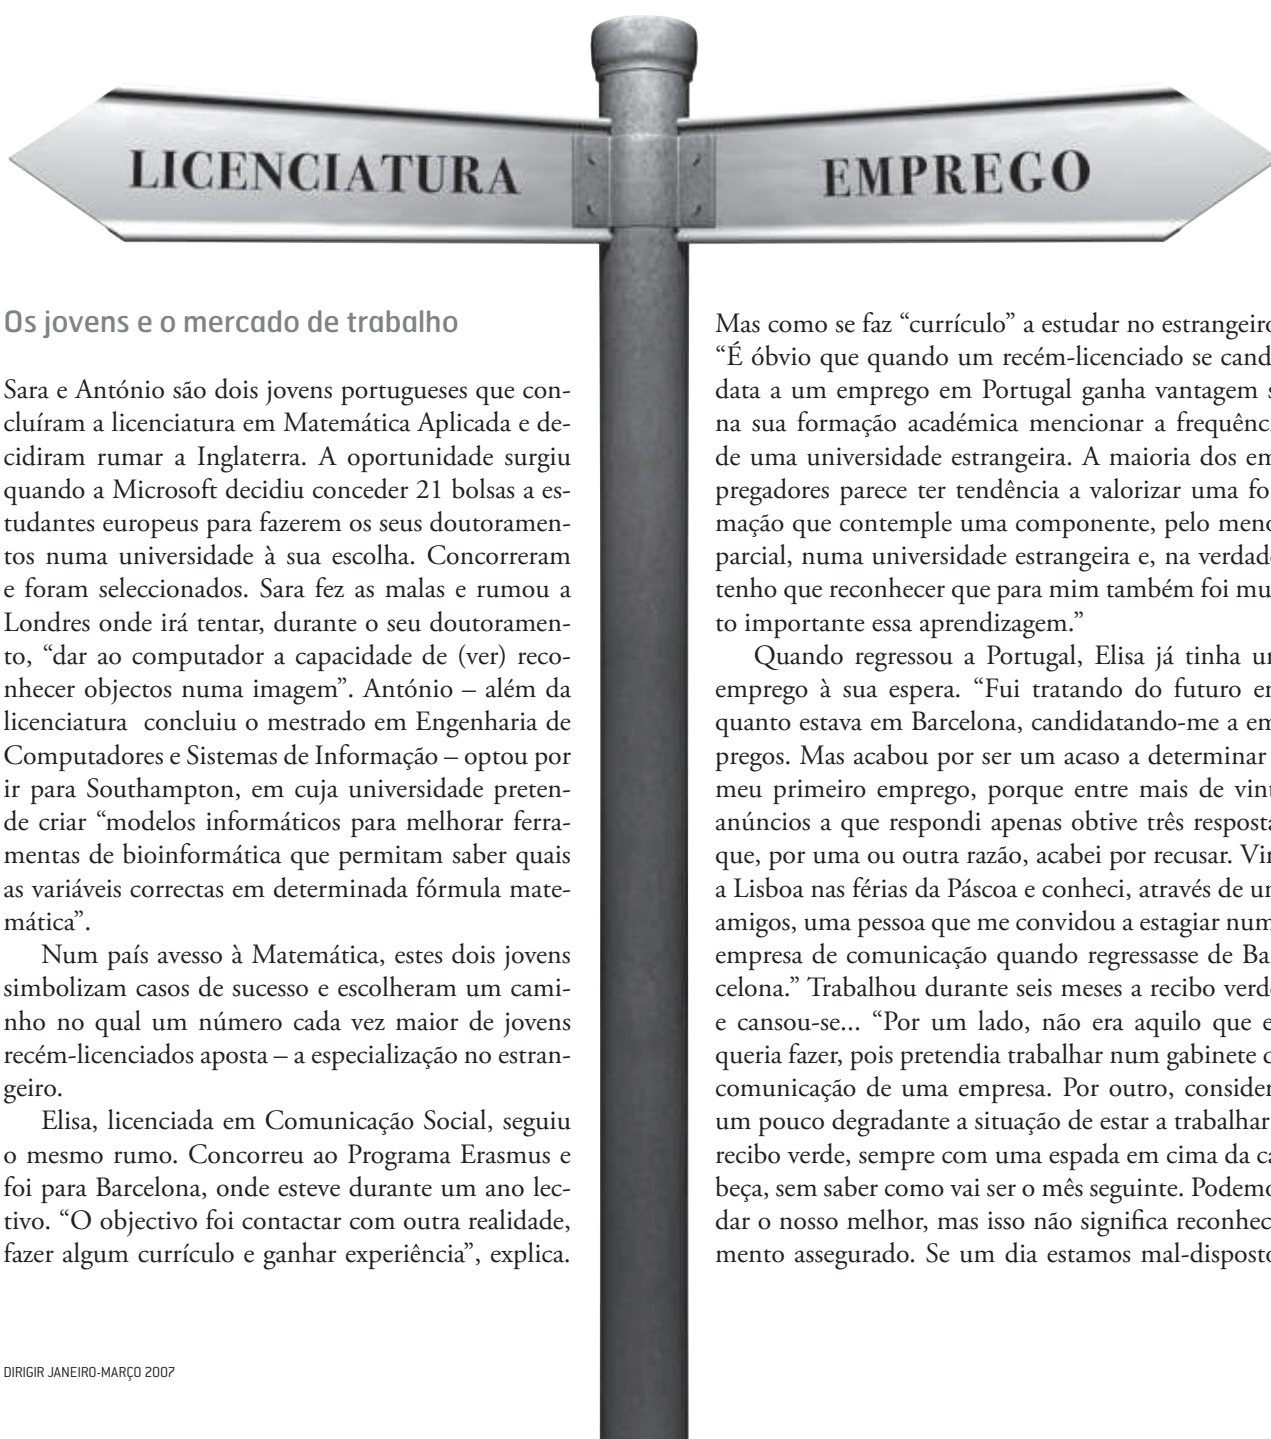 LICENCIATURA
EMPREGO
Os jovens e o mercado de trabalho
Sara e António são dois jovens portugueses que con-
cluíram a licenciatura em Matemática Aplicada e de-
cidiram rumar a Inglaterra. A oportunidade surgiu
quando a Microsoft decidiu conceder 21 bolsas a es-
tudantes europeus para fazerem os seus doutoramen-
tos numa universidade à sua escolha. Concorreram
e foram seleccionados. Sara fez as malas e rumou a
Londres onde irá tentar, durante o seu doutoramen-
to, “dar ao computador a capacidade de (ver) reco-
nhecer objectos numa imagem”. António – além da
licenciatura concluiu o mestrado em Engenharia de
Computadores e Sistemas de Informação – optou por
ir para Southampton, em cuja universidade preten-
de criar “modelos informáticos para melhorar ferra-
mentas de bioinformática que permitam saber quais
as variáveis correctas em determinada fórmula mate-
mática”.
Num país avesso à Matemática, estes dois jovens
simbolizam casos de sucesso e escolheram um cami-
nho no qual um número cada vez maior de jovens
recém-licenciados aposta – a especialização no estran-
geiro.
Elisa, licenciada em Comunicação Social, seguiu
o mesmo rumo. Concorreu ao Programa Erasmus e
foi para Barcelona, onde esteve durante um ano lec-
tivo. “O objectivo foi contactar com outra realidade,
fazer algum currículo e ganhar experiência”, explica.
Mas como se faz “currículo” a estudar no estrangeiro
“É óbvio que quando um recém-licenciado se cand
data a um emprego em Portugal ganha vantagem s
na sua formação académica mencionar a frequênci
de uma universidade estrangeira. A maioria dos em
pregadores parece ter tendência a valorizar uma fo
mação que contemple uma componente, pelo meno
parcial, numa universidade estrangeira e, na verdade
tenho que reconhecer que para mim também foi mu
to importante essa aprendizagem.”
Quando regressou a Portugal, Elisa já tinha u
emprego à sua espera. “Fui tratando do futuro en
quanto estava em Barcelona, candidatando-me a em
pregos. Mas acabou por ser um acaso a determinar
meu primeiro emprego, porque entre mais de vint
anúncios a que respondi apenas obtive três resposta
que, por uma ou outra razão, acabei por recusar. Vi
a Lisboa nas férias da Páscoa e conheci, através de un
amigos, uma pessoa que me convidou a estagiar num
empresa de comunicação quando regressasse de Ba
celona.” Trabalhou durante seis meses a recibo verde
e cansou-se... “Por um lado, não era aquilo que e
queria fazer, pois pretendia trabalhar num gabinete d
comunicação de uma empresa. Por outro, consider
um pouco degradante a situação de estar a trabalhar
recibo verde, sempre com uma espada em cima da ca
beça, sem saber como vai ser o mês seguinte. Podemo
dar o nosso melhor, mas isso não significa reconhec
mento assegurado. Se um dia estamos mal-disposto
DIRIGIR JANEIRO-MARÇO 2007